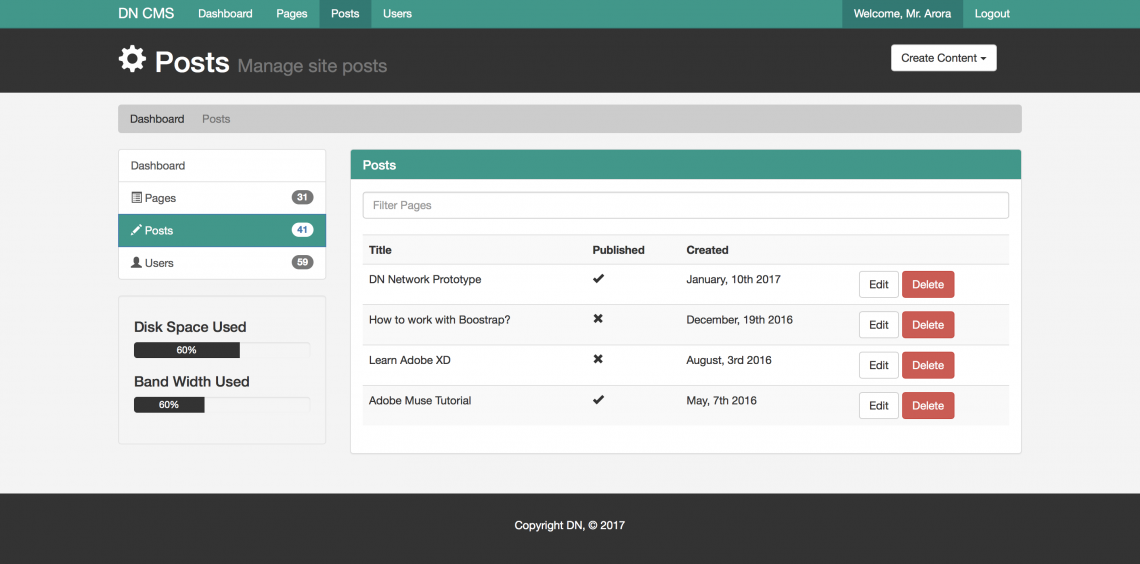 DN CMS Dashboard Pages Posts Users Welcome, Mr. Arora Logout
Posts Manage site posts Create Content
Dashboard Posts
Dashboard
Pages 31
Posts 41
Users 59
Disk Space Used
60%
Band Width Used
60%
Posts
Filter Pages
Title Published Created
DN Network Prototype January, 10th 2017 Edit Delete
How to work with Boostrap? December, 19th 2016 Edit Delete
Learn Adobe XD August, 3rd 2016 Edit Delete
Adobe Muse Tutorial May, 7th 2016 Edit Delete
Copyright DN, © 2017